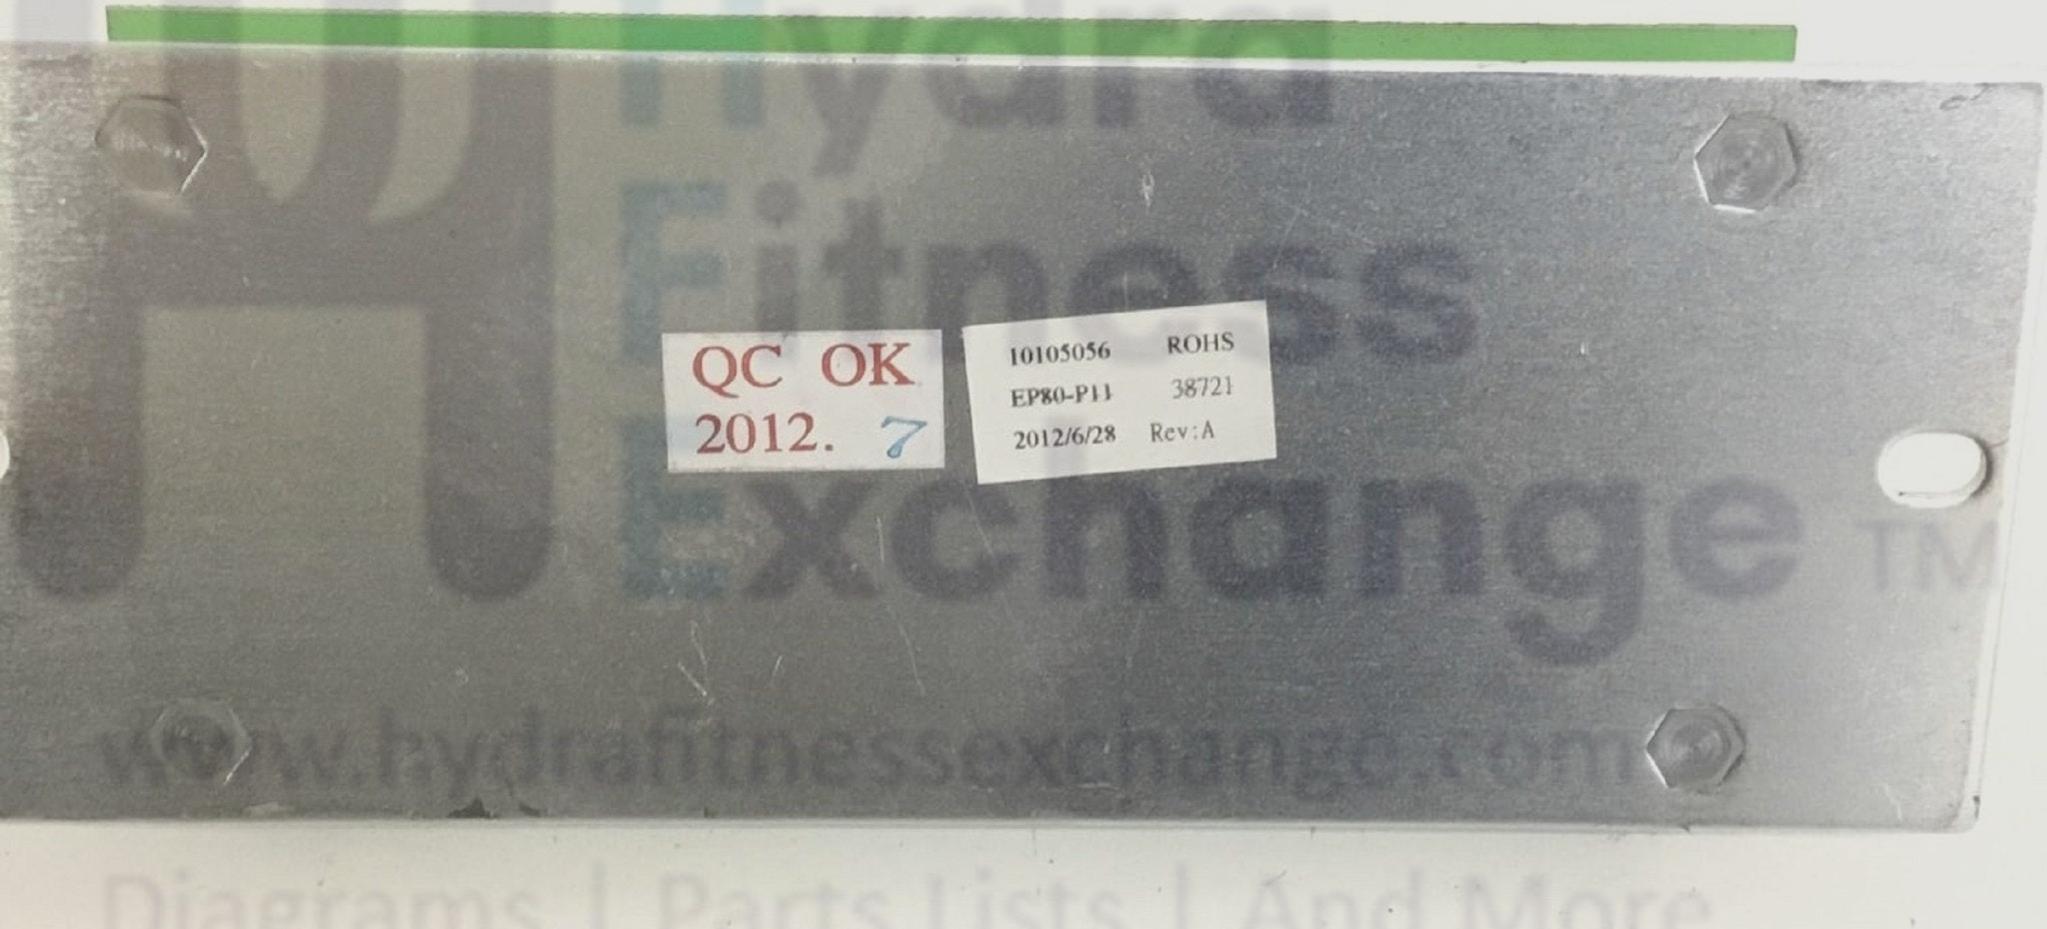 Hydra
Fitness
QC OK
2012. 7
10105056 ROHS
EP80-P11 38721
2012/6/28 Rev:A
Exchange TM
www.hydrafitnessexchange.com
Diagrams | Parts Lists | And More